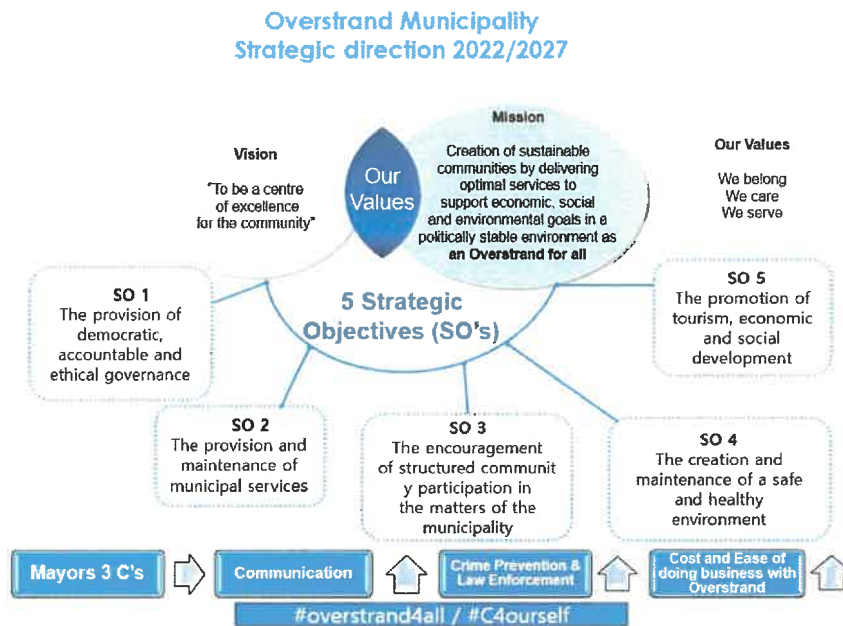 Overstrand Municipality
Strategic direction 2022/2027
Vision
"To be a centre
of excellence
for the community"
Our
Values
Mission
Creation of sustainable
communities by delivering
optimal services to
support economic, social
and environmental goals in a
politically stable environment as
an Overstrand for all
Our Values
We belong
We care
We serve
5 Strategic
Objectives (SO's)
SO 1
The provision of
democratic,
accountable and
ethical governance
SO 2
The provision and
maintenance of
municipal services
SO 3
The encouragement
of structured communit
y participation in
the matters of the
municipality
SO 4
The creation and
maintenance of a safe
and healthy
environment
SO 5
The promotion of
tourism, economic
and social
development
Mayors 3 C's
Communication
Crime Prevention &
Law Enforcement
Cost and Ease of
doing business with
Overstrand
#overstrand4all / #C4ourself